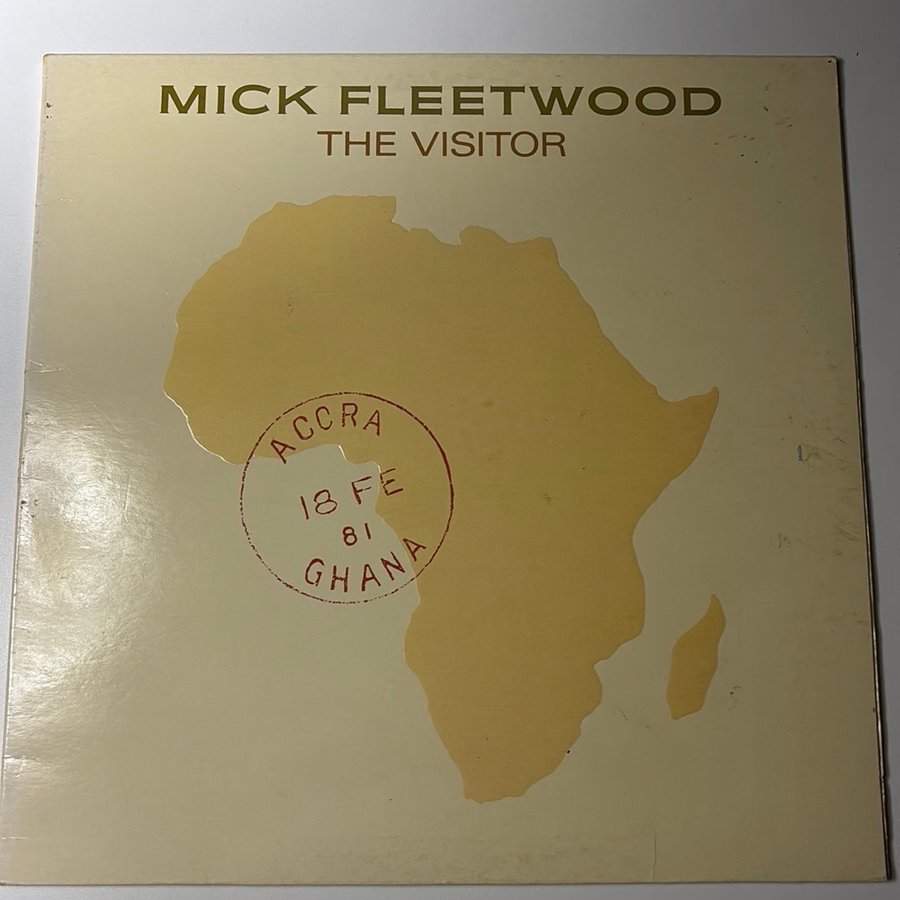 MICK FLEETWOOD
THE VISITOR
ACCRA
18 FE
81
GHANA